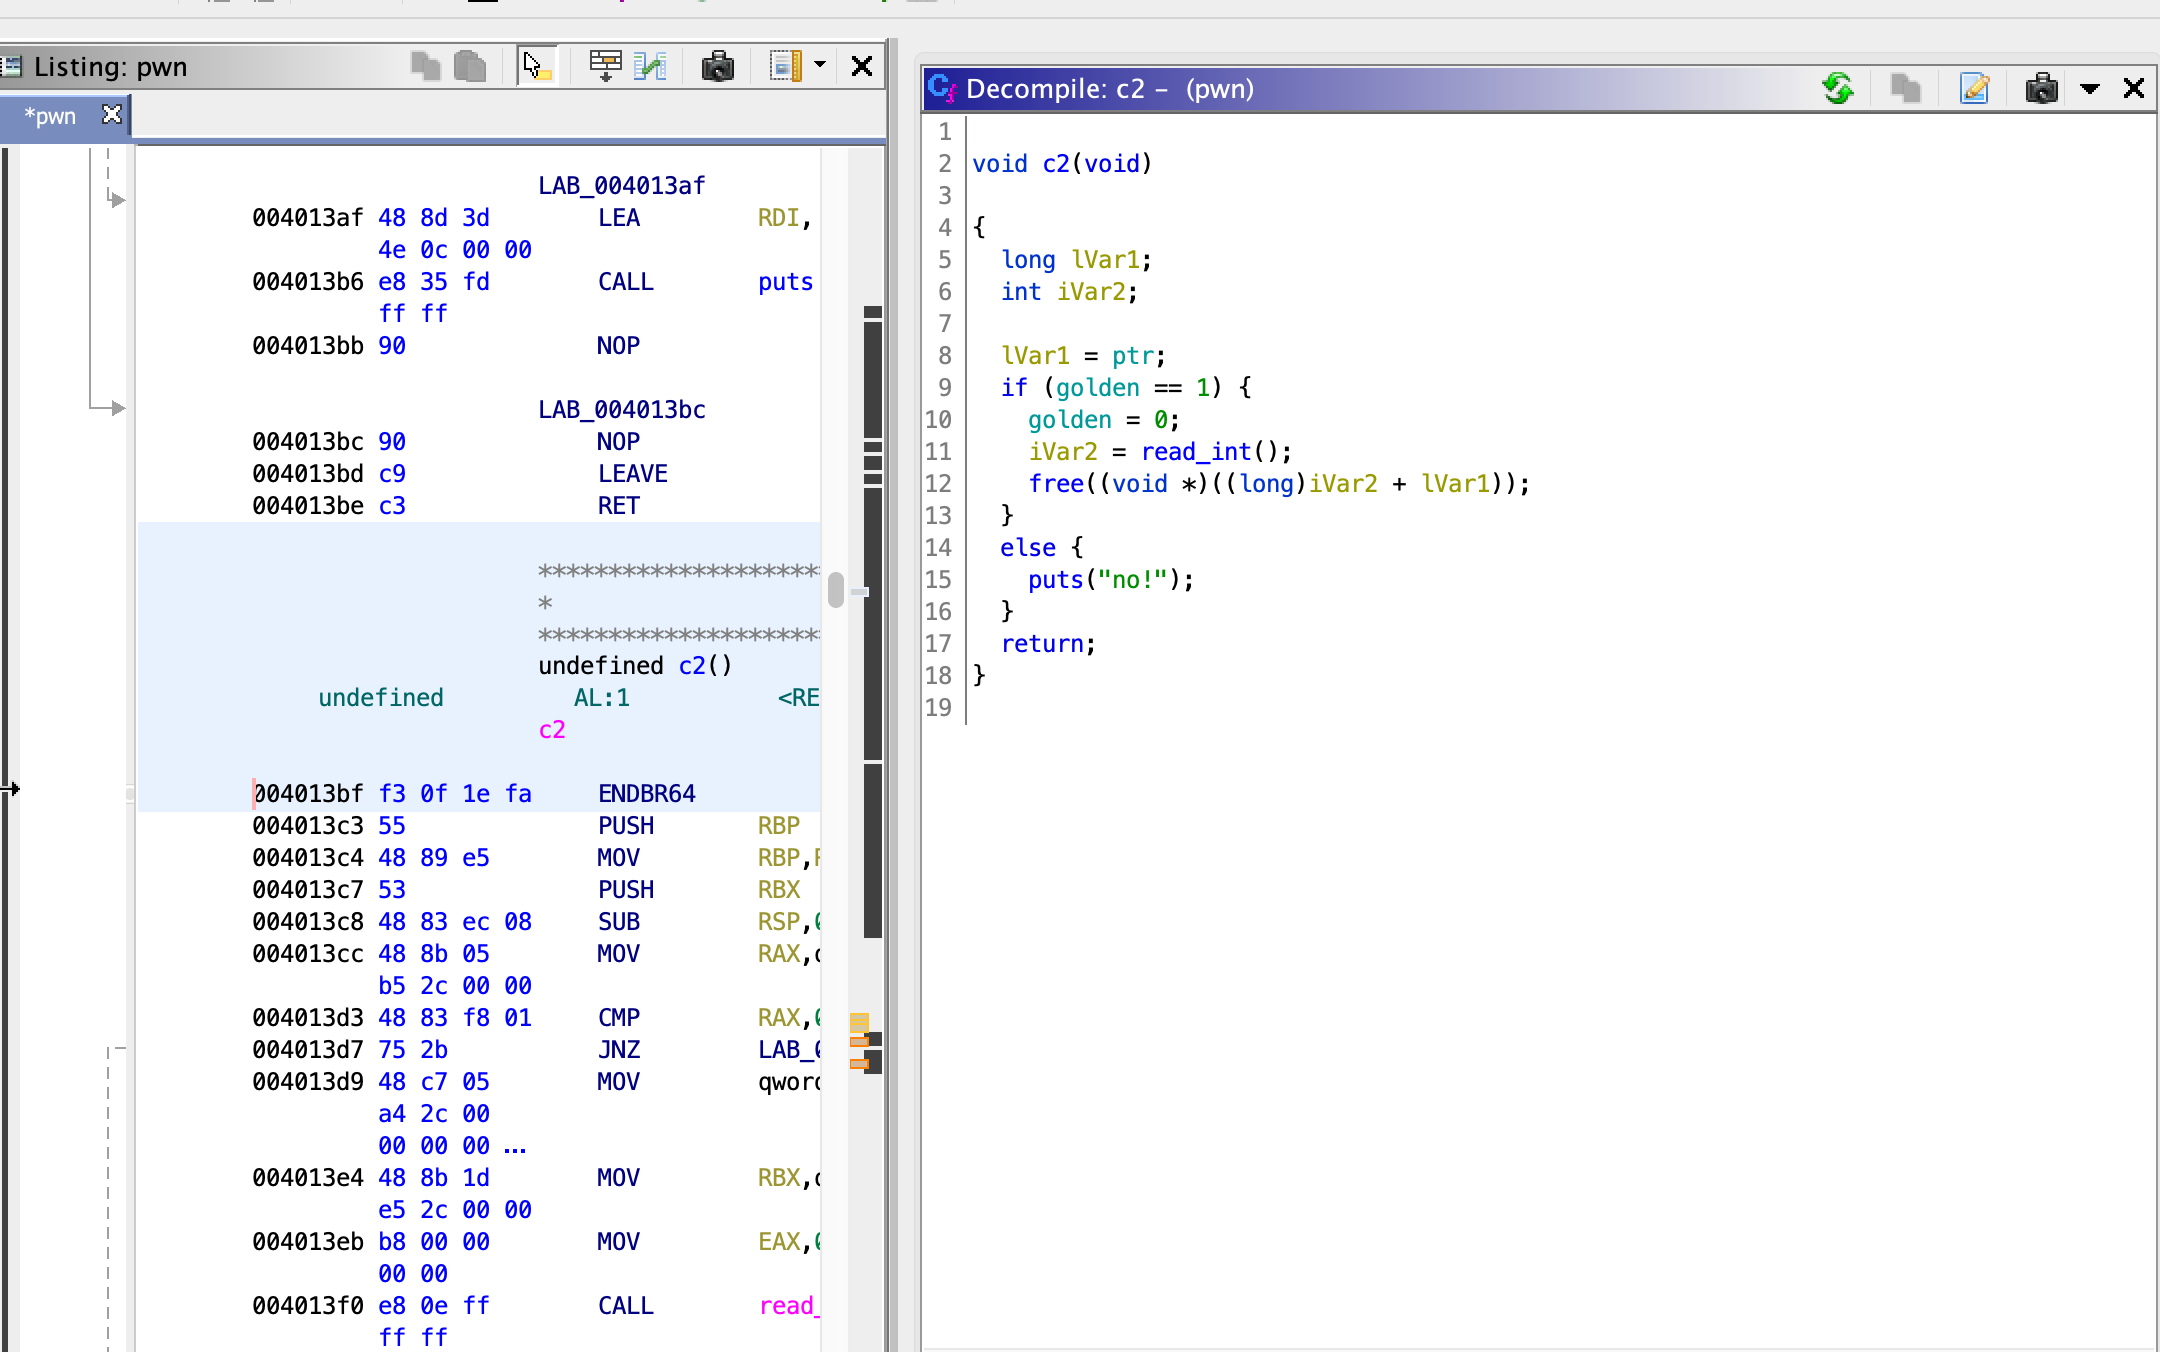 Listing: pwn
*pwn
LAB_004013af
004013af 48 8d 3d LEA RDI,
4e 0c 00 00
004013b6 e8 35 fd CALL puts
ff ff
004013bb 90 NOP
LAB_004013bc
004013bc 90 NOP
004013bd c9 LEAVE
004013be c3 RET
********************
*
********************
undefined c2()
undefined AL:1 <RE
c2
004013bf f3 0f 1e fa ENDBR64
004013c3 55 PUSH RBP
004013c4 48 89 e5 MOV RBP,
004013c7 53 PUSH RBX
004013c8 48 83 ec 08 SUB RSP,
004013cc 48 8b 05 MOV RAX,
b5 2c 00 00
004013d3 48 83 f8 01 CMP RAX,
004013d7 75 2b JNZ LAB_
004013d9 48 c7 05 MOV qwor
a4 2c 00
00 00 00 ...
004013e4 48 8b 1d MOV RBX,
e5 2c 00 00
004013eb b8 00 00 MOV EAX,
00 00
004013f0 e8 0e ff CALL read_
ff ff
Decompile: c2 – (pwn)
1
2 void c2(void)
3
4 {
5 long lVar1;
6 int iVar2;
7
8 lVar1 = ptr;
9 if (golden == 1) {
10 golden = 0;
11 iVar2 = read_int();
12 free((void *)((long)iVar2 + lVar1));
13 }
14 else {
15 puts("no!");
16 }
17 return;
18 }
19